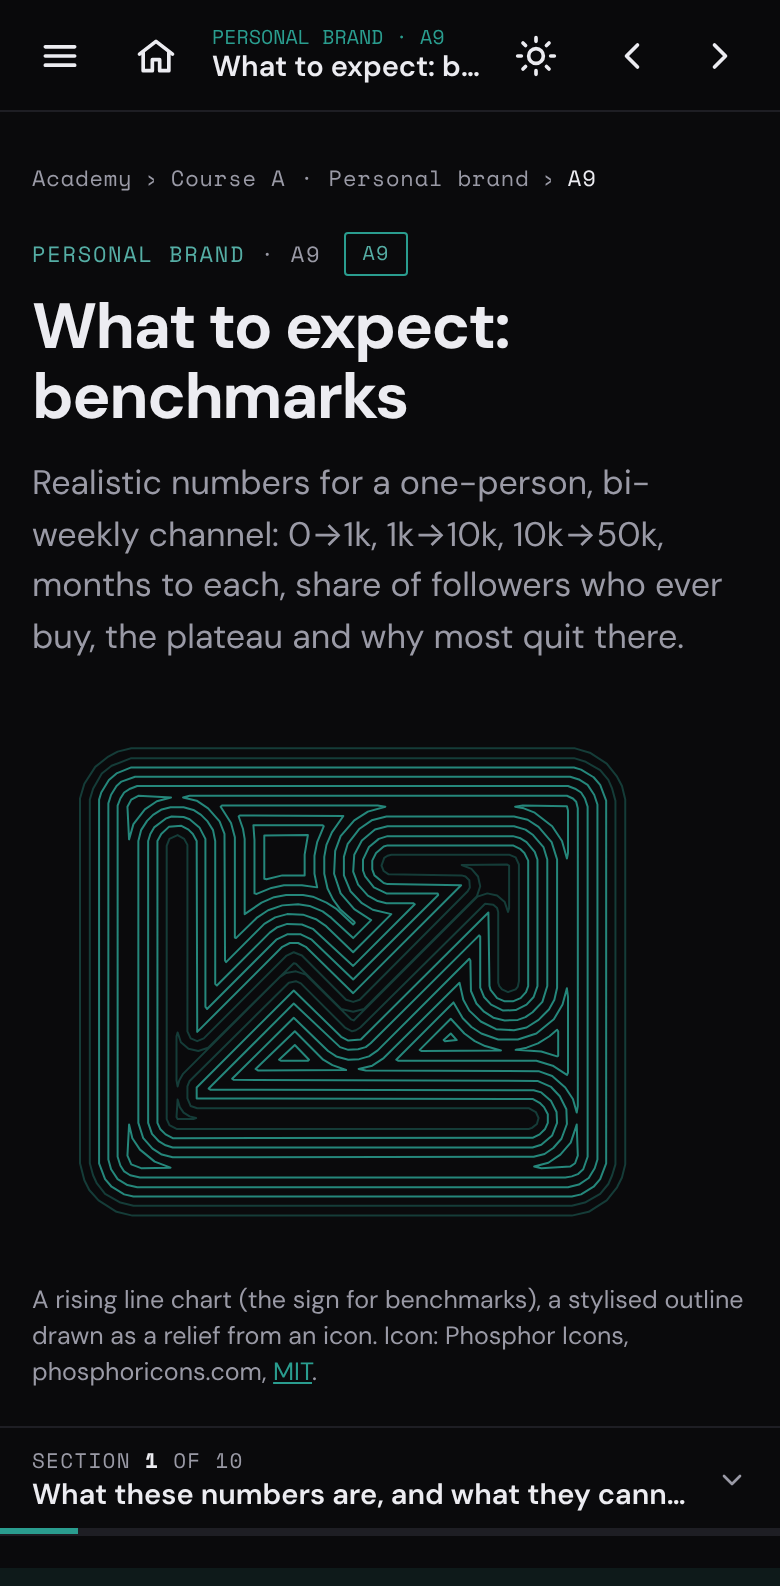 PERSONAL BRAND · A9
What to expect: b...
Academy > Course A · Personal brand > A9
PERSONAL BRAND · A9 A9
What to expect:
benchmarks
Realistic numbers for a one-person, bi-
weekly channel: 0→1k, 1k→10k, 10k→50k,
months to each, share of followers who ever
buy, the plateau and why most quit there.
A rising line chart (the sign for benchmarks), a stylised outline
drawn as a relief from an icon. Icon: Phosphor Icons,
phosphoricons.com, MIT.
SECTION 1 OF 10
What these numbers are, and what they cann...